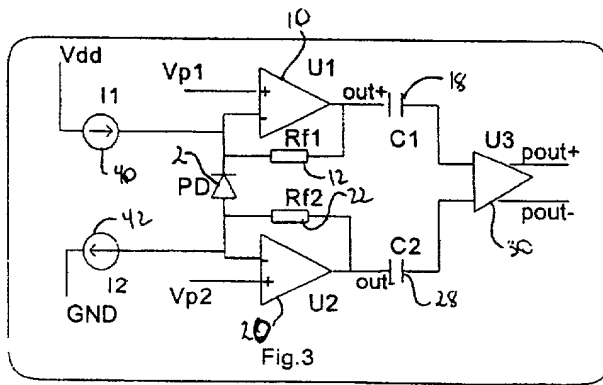 10
Vdd
Vp1
U1
18
I1
out+
C1
U3
Rf1
40
2
12
pout+
PD
Rf2
42
22
pout-
30
C2
I2
Vp2
U2
out
28
GND
20
Fig.3